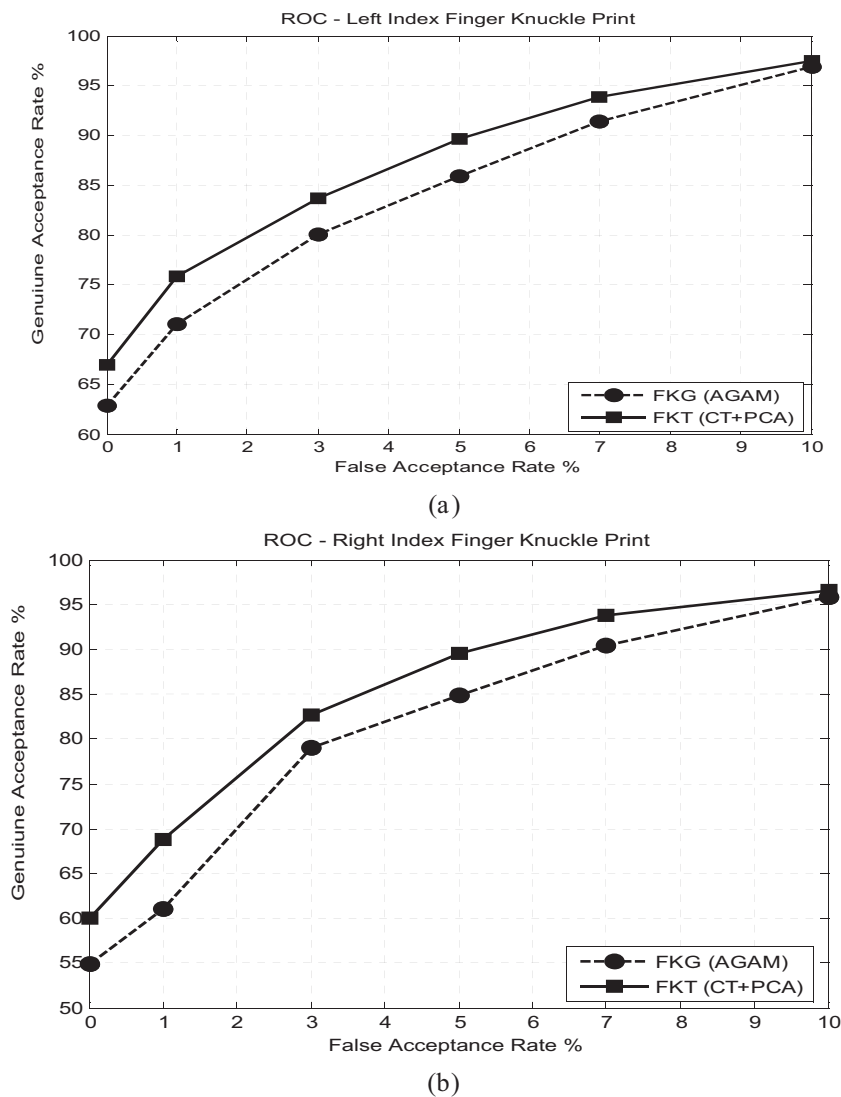 ROC - Left Index Finger Knuckle Print
Genuiune Acceptance Rate %
100
95
90
85
80
75
70
65
60
0 1 2 3 4 5 6 7 8 9 10
False Acceptance Rate %
FKG (AGAM)
FKT (CT+PCA)
(a)
ROC - Right Index Finger Knuckle Print
Genuiune Acceptance Rate %
100
95
90
85
80
75
70
65
60
55
50
0 1 2 3 4 5 6 7 8 9 10
False Acceptance Rate %
FKG (AGAM)
FKT (CT+PCA)
(b)